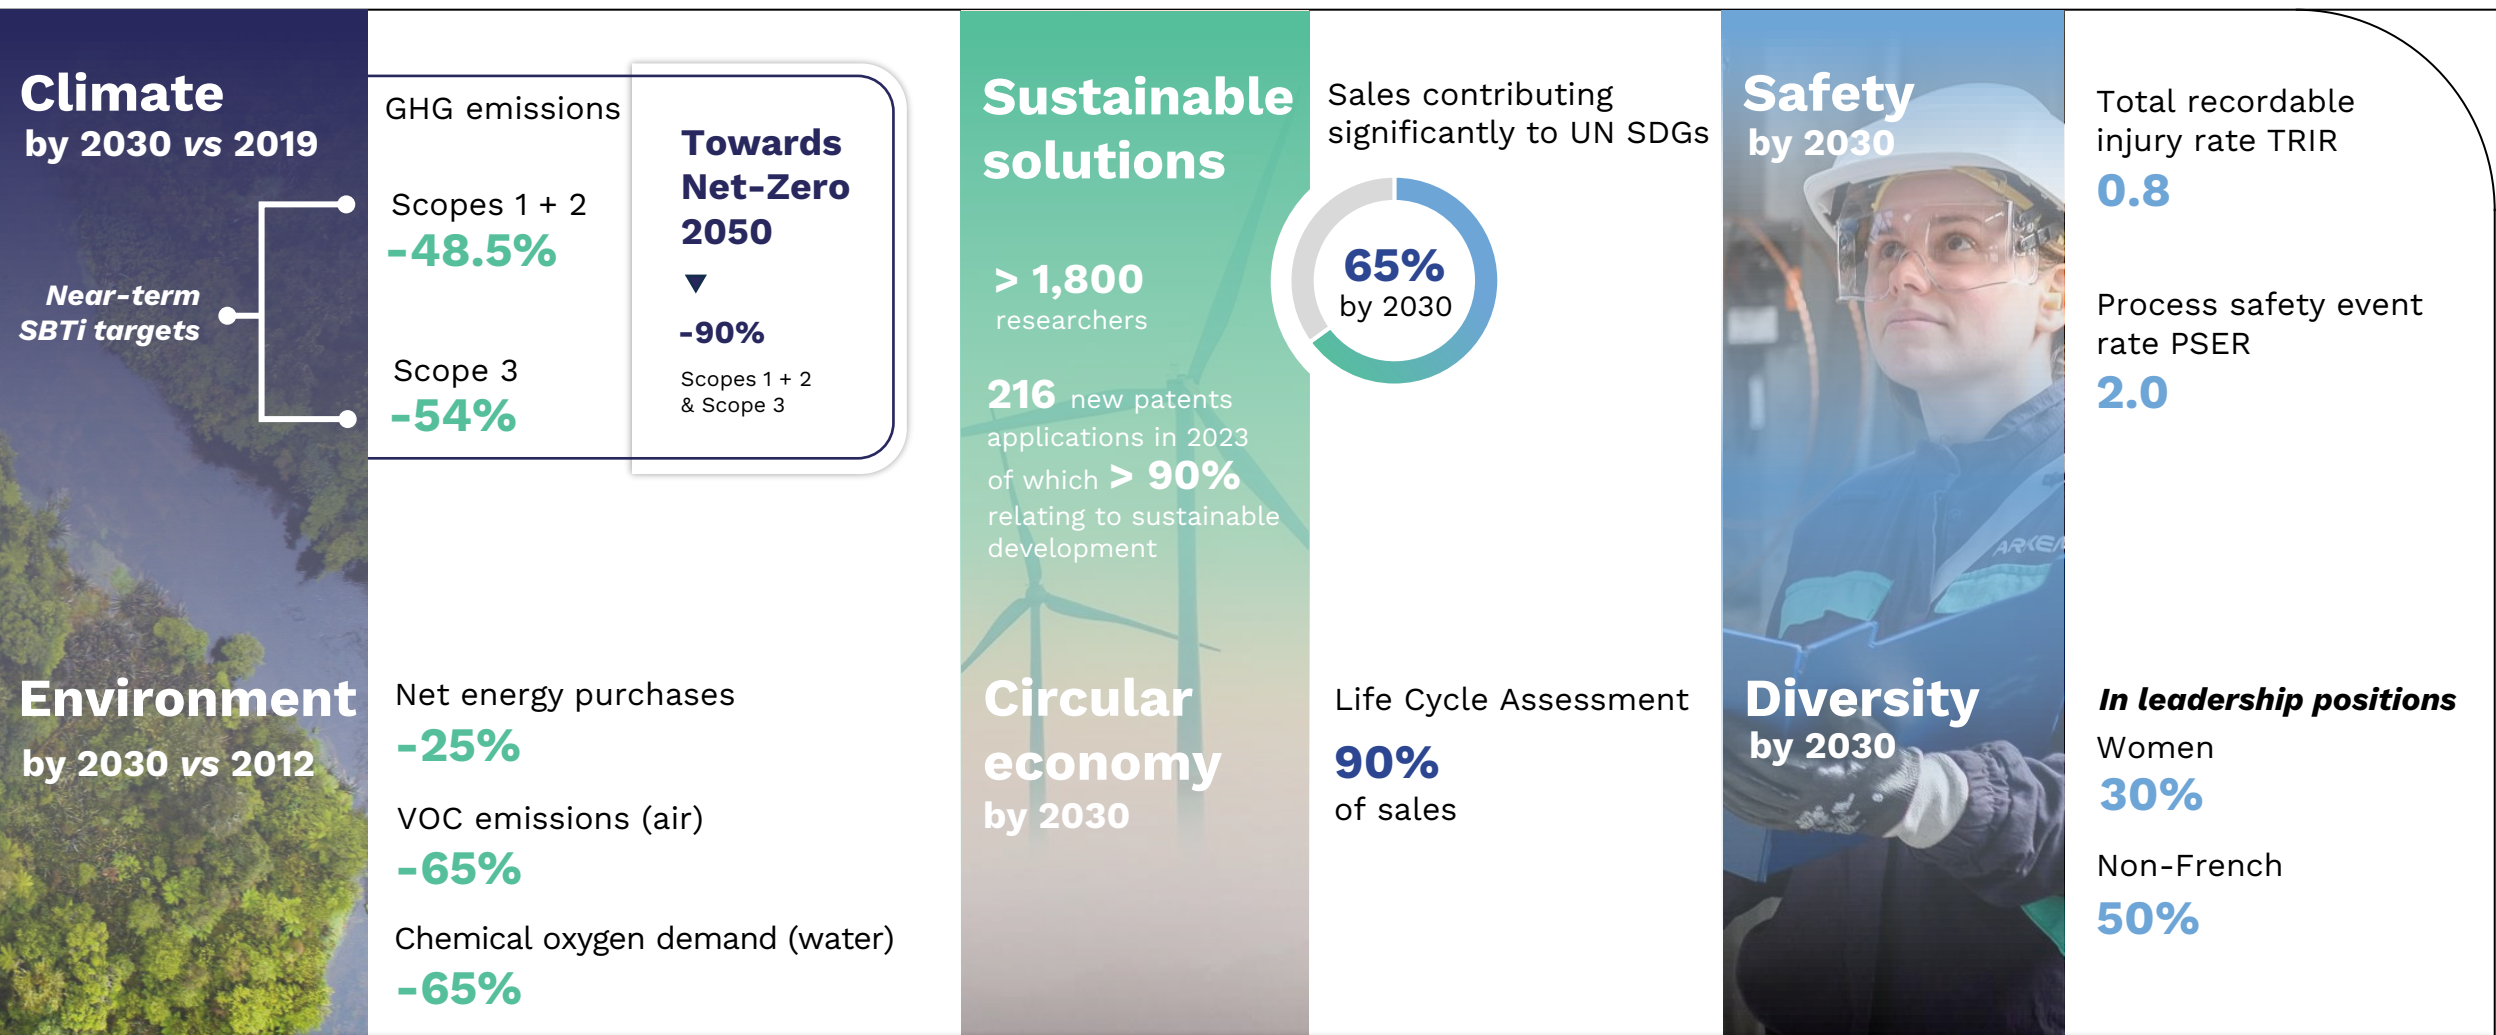 Climate
by 2030 vs 2019
Near-term
SBTi targets
GHG emissions
Scopes 1 + 2
-48.5%
Scope 3
-54%
Towards
Net-Zero
2050
-90%
Scopes 1 + 2
& Scope 3
Environment
by 2030 vs 2012
Net energy purchases
-25%
VOC emissions (air)
-65%
Chemical oxygen demand (water)
-65%
Sustainable
solutions
> 1,800
researchers
216 new patents
applications in 2023
of which > 90%
relating to sustainable
development
Sales contributing
significantly to UN SDGs
65%
by 2030
Circular
economy
by 2030
Life Cycle Assessment
90%
of sales
Safety
by 2030
Total recordable
injury rate TRIR
0.8
Process safety event
rate PSER
2.0
ARKEM
Diversity
by 2030
In leadership positions
Women
30%
Non-French
50%